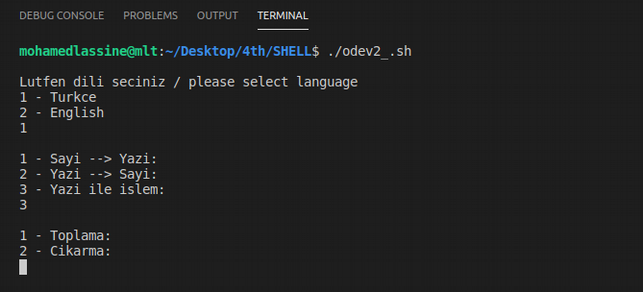 DEBUG CONSOLE PROBLEMS OUTPUT TERMINAL
mohamedlassine@mlt:~/Desktop/4th/SHELL$ ./odev2_.sh
Lutfen dili seciniz / please select language
1 - Turkce
2 - English
1
1 - Sayi --> Yazi:
2 - Yazi --> Sayi:
3 - Yazi ile islem:
3
1 - Toplama:
2 - Cikarma: